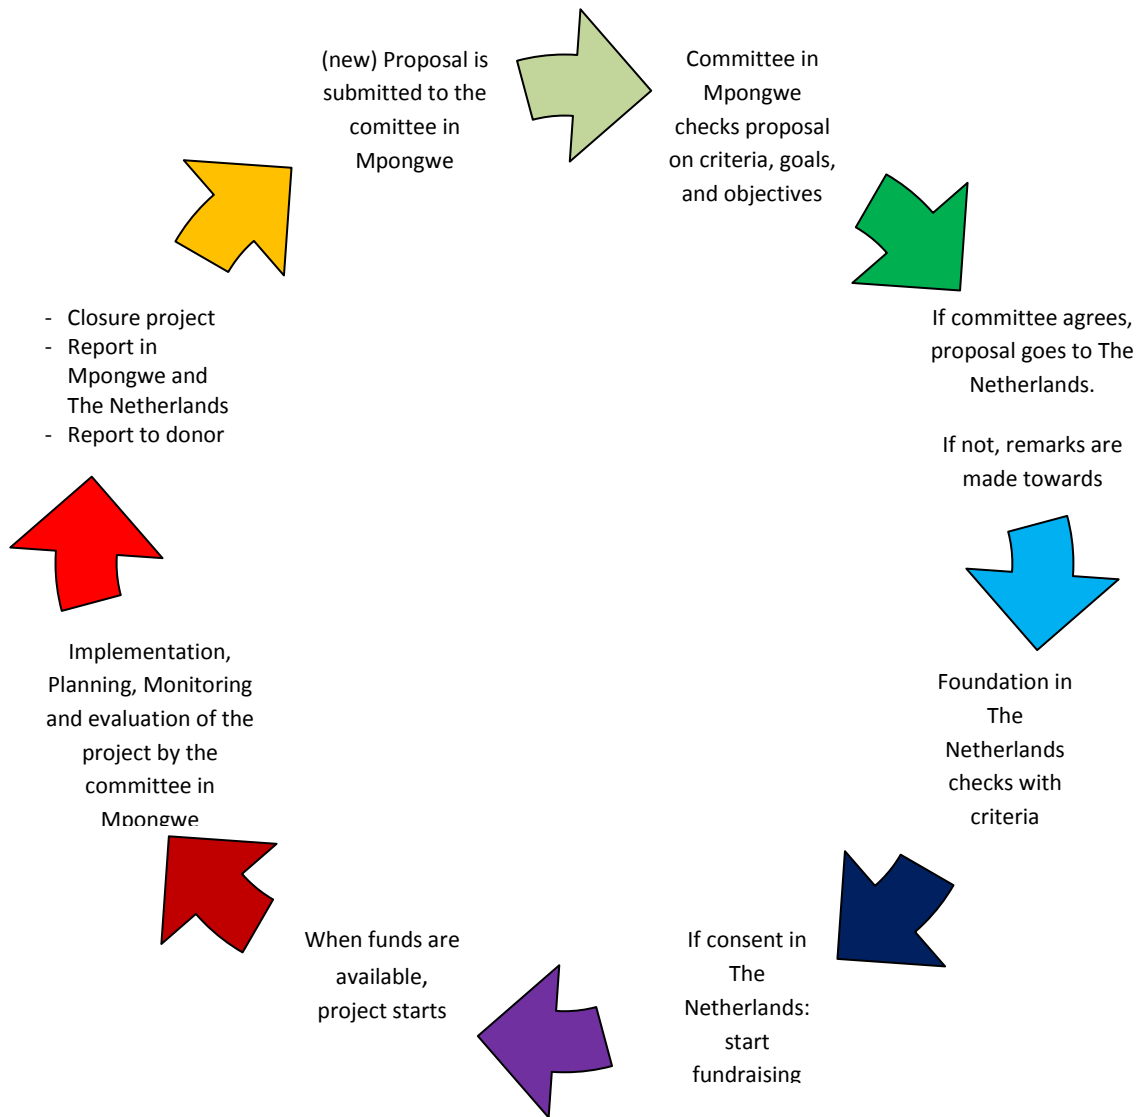 (new) Proposal is
submitted to the
comittee in
Mpongwe
Committee in
Mpongwe
checks proposal
on criteria, goals,
and objectives
If committee agrees,
proposal goes to The
Netherlands.
If not, remarks are
made towards
Foundation in
The
Netherlands
checks with
criteria
If consent in
The
Netherlands:
start
fundraising
When funds are
available,
project starts
Implementation,
Planning, Monitoring
and evaluation of the
project by the
committee in
Mpongwe
- Closure project
- Report in
Mpongwe and
The Netherlands
- Report to donor